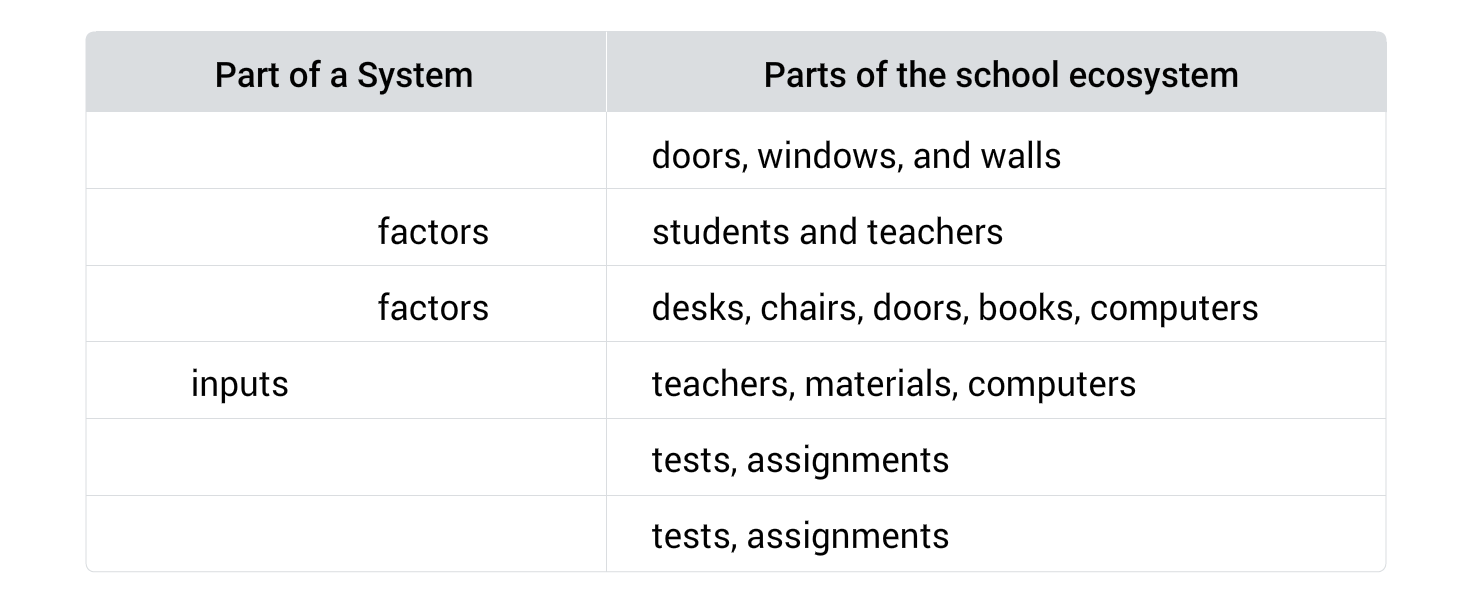 Part of a System Parts of the school ecosystem
doors, windows, and walls
factors students and teachers
factors desks, chairs, doors, books, computers
inputs teachers, materials, computers
tests, assignments
tests, assignments